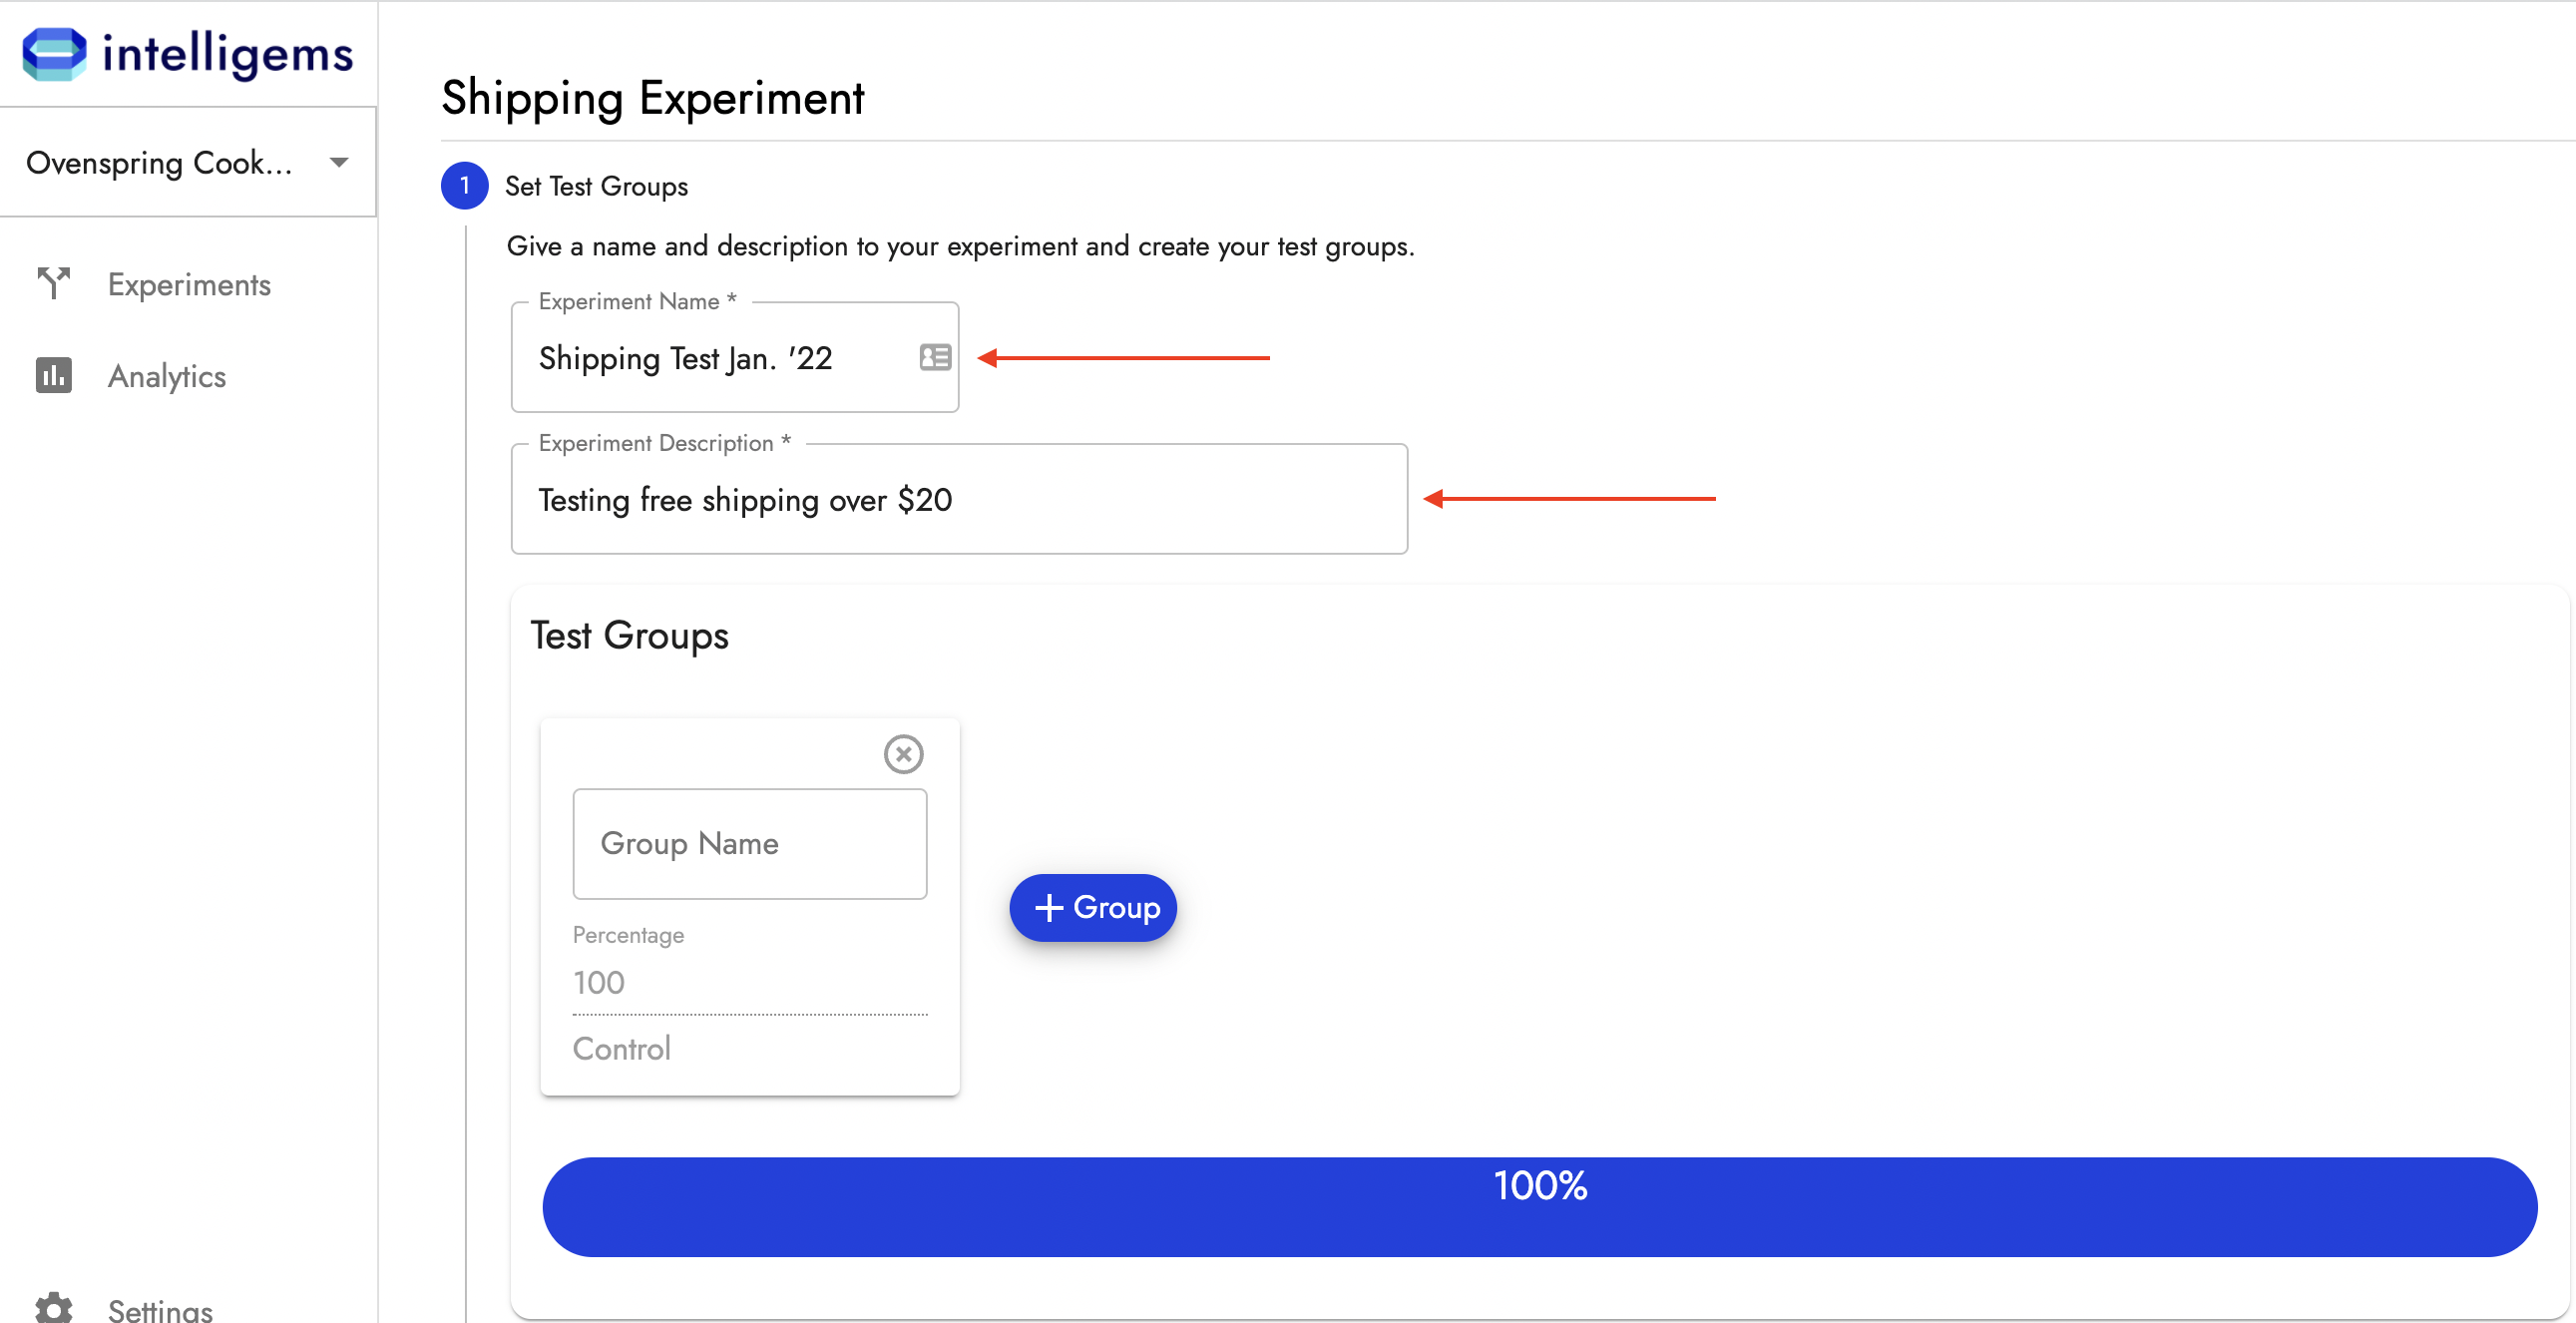 intelligems
Ovenspring Cook...
Experiments
Analytics
Settings
Shipping Experiment
1 Set Test Groups
Give a name and description to your experiment and create your test groups.
Experiment Name *
Shipping Test Jan. '22
Experiment Description *
Testing free shipping over $20
Test Groups
Group Name
Percentage
100
Control
+ Group
100%